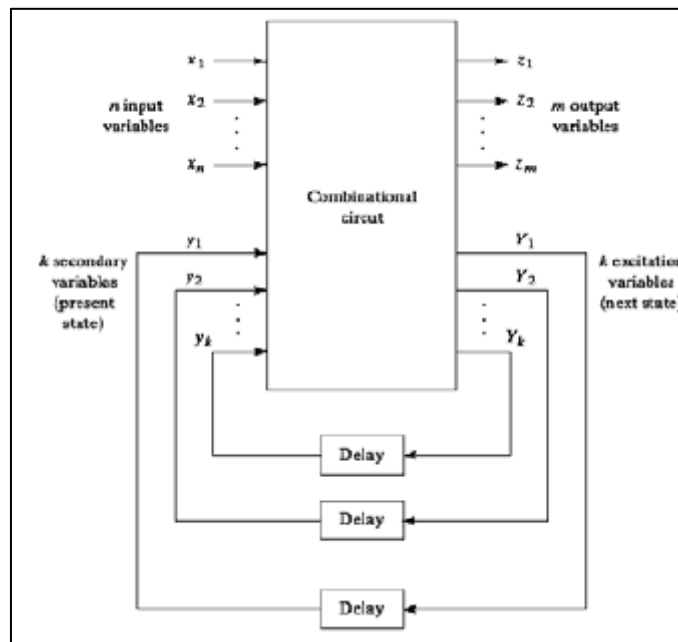 x1
z1
n input
variables
x2
z2
m output
variables
xn
zm
Combinational
circut
k secondary
variables
(present
state)
y1
Y1
k excitation
variables
(next state)
y2
Y2
yk
Yk
Delay
Delay
Delay